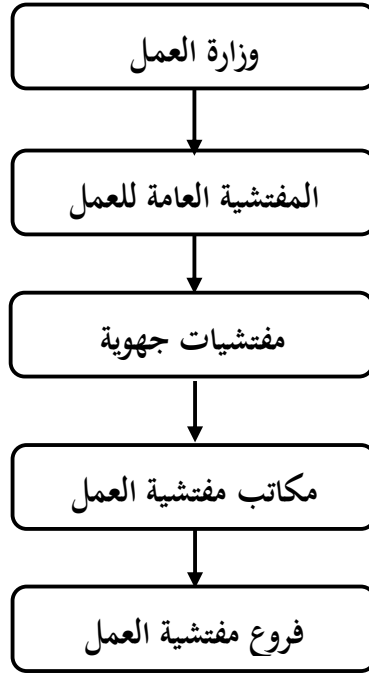 وزارة العمل
المفتشية العامة للعمل
مفتشيات جهوية
مكاتب مفتشية العمل
فروع مفتشية العمل